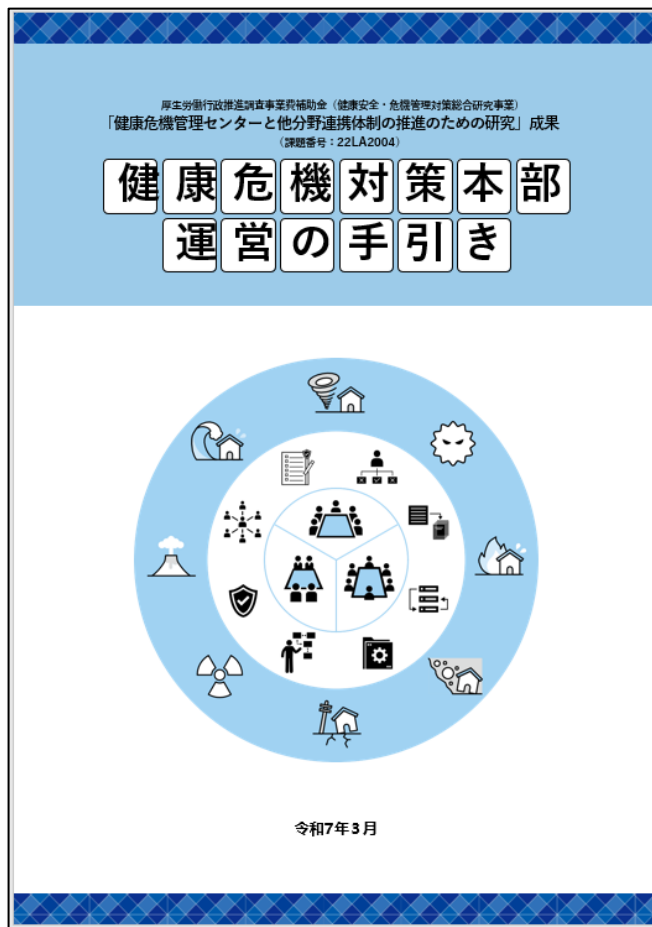 厚生労働行政推進調査事業費補助金（健康安全・危機管理対策総合研究事業）
「健康危機管理センターと他分野連携体制の推進のための研究」成果
（課題番号：22LA2004）
健康危機対策本部
運営の手引き
令和7年3月